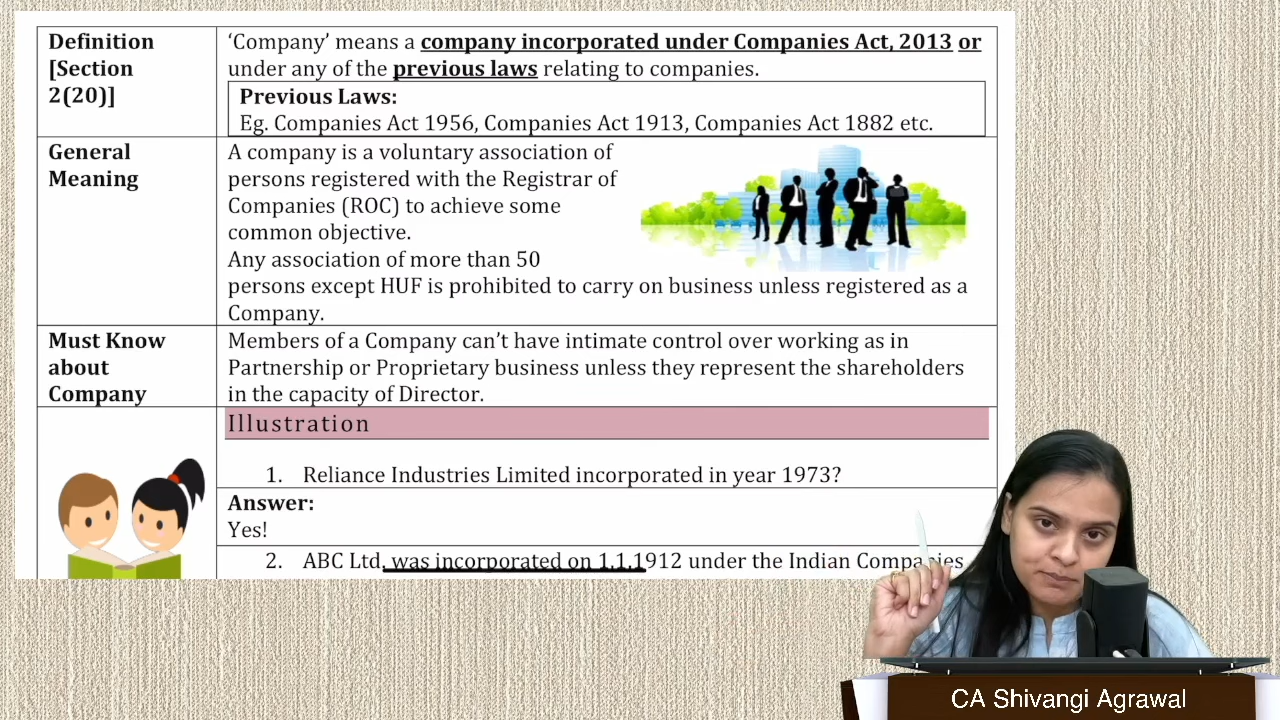 Definition
[Section
2(20)]
‘Company’ means a company incorporated under Companies Act, 2013 or
under any of the previous laws relating to companies.
Previous Laws:
Eg. Companies Act 1956, Companies Act 1913, Companies Act 1882 etc.
General
Meaning
A company is a voluntary association of
persons registered with the Registrar of
Companies (ROC) to achieve some
common objective.
Any association of more than 50
persons except HUF is prohibited to carry on business unless registered as a
Company.
Must Know
about
Company
Members of a Company can’t have intimate control over working as in
Partnership or Proprietary business unless they represent the shareholders
in the capacity of Director.
Illustration
1. Reliance Industries Limited incorporated in year 1973?
Answer:
Yes!
2. ABC Ltd. was incorporated on 1.1.1912 under the Indian Companies
CA Shivangi Agrawal